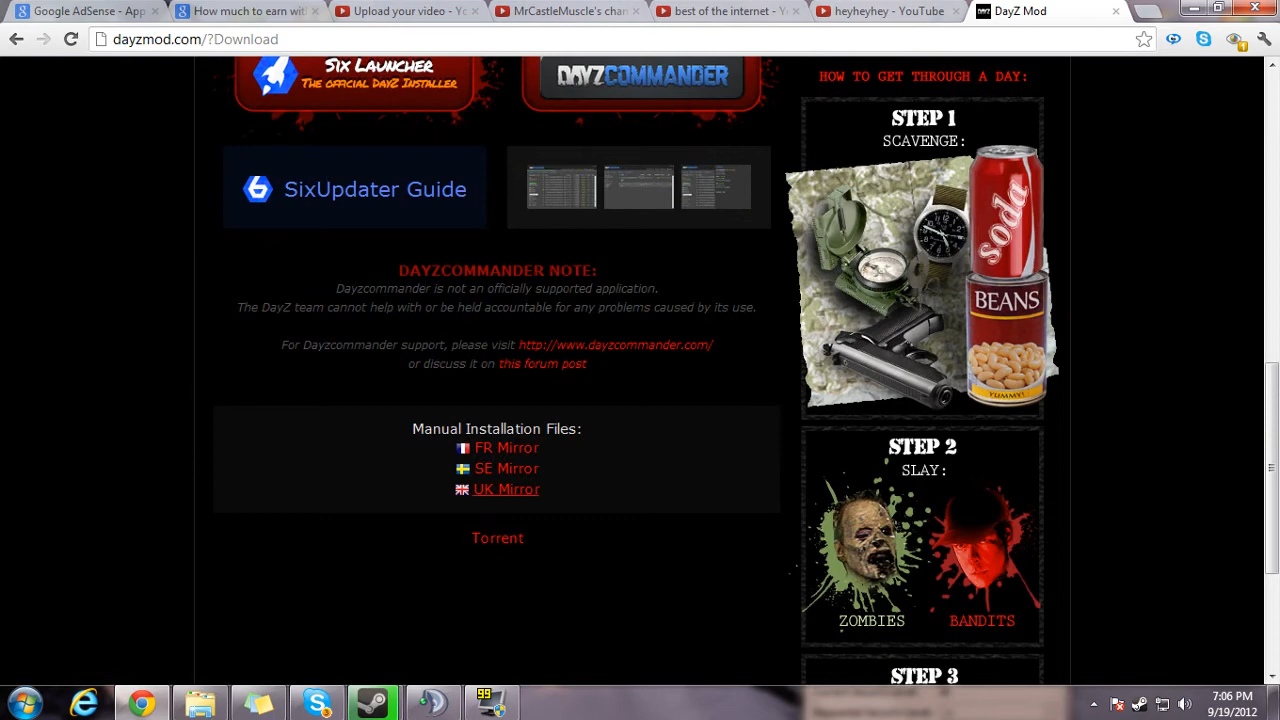 Google AdSense - Ap
How much to earn wit
Upload your video - Yo
MrCastleMuscle's chan
best of the internet - Yo
heyheyhey - YouTube
DayZ Mod
dayzmod.com/?Download
SIX LAUNCHER
THE OFFICIAL DAYZ INSTALLER
DAYZCOMMANDER
SixUpdater Guide
DAYZCOMMANDER NOTE:
Dayzcommander is not an officially supported application.
The DayZ team cannot help with or be held accountable for any problems caused by its use.
For Dayzcommander support, please visit http://www.dayzcommander.com/
or discuss it on this forum post
Manual Installation Files:
FR Mirror
SE Mirror
UK Mirror
Torrent
HOW TO GET THROUGH A DAY:
STEP 1
SCAVENGE:
Soda
BEANS
YUMMY!
STEP 2
SLAY:
ZOMBIES
BANDITS
STEP 3
99
7:06 PM
9/19/2012